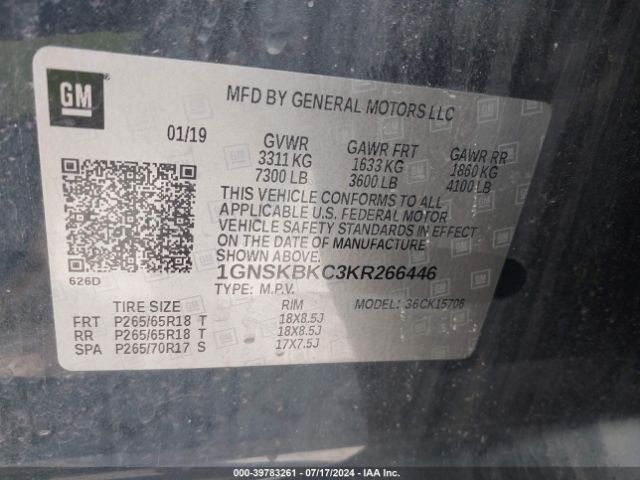 GM
MFD BY GENERAL MOTORS LLC
01/19 GVWR GAWR FRT GAWR RR
3311 KG 1633 KG 1860 KG
7300 LB 3600 LB 4100 LB
THIS VEHICLE CONFORMS TO ALL
APPLICABLE U.S. FEDERAL MOTOR
VEHICLE SAFETY STANDARDS IN EFFECT
ON THE DATE OF MANUFACTURE
SHOWN ABOVE.
1GNSKBKC3KR266446
626D TYPE: M.P.V. MODEL: 36CK15706
TIRE SIZE RIM
FRT P265/65R18 T 18X8.5J
RR P265/65R18 T 18X8.5J
SPA P265/70R17 S 17X7.5J
000-39783261 - 07/17/2024 - IAA Inc.